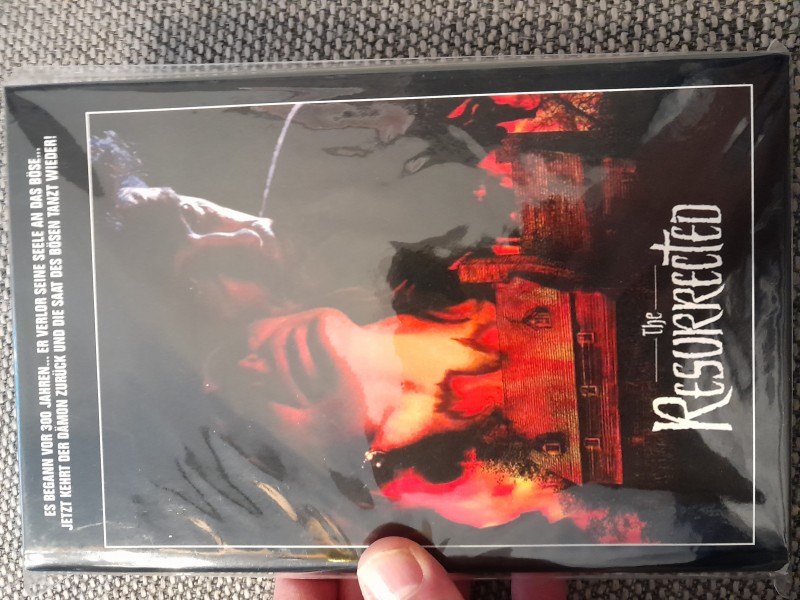 ES BEGANN VOR 300 JAHREN... ER VERLOR SEINE SEELE AN DAS BÖSE...
JETZT KEHRT DER DÄMON ZURÜCK UND DIE SAAT DES BÖSEN TANZT WIEDER!
The
RESURRECTED